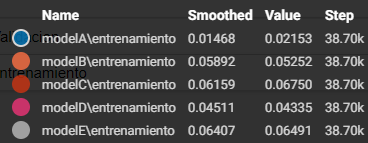 Name Smoothed Value Step
modelA\entrenamiento 0.01468 0.02153 38.70k
modelB\entrenamiento 0.05892 0.05252 38.70k
modelC\entrenamiento 0.06159 0.06750 38.70k
entrenamiento
modelD\entrenamiento 0.04511 0.04335 38.70k
modelE\entrenamiento 0.06407 0.06491 38.70k